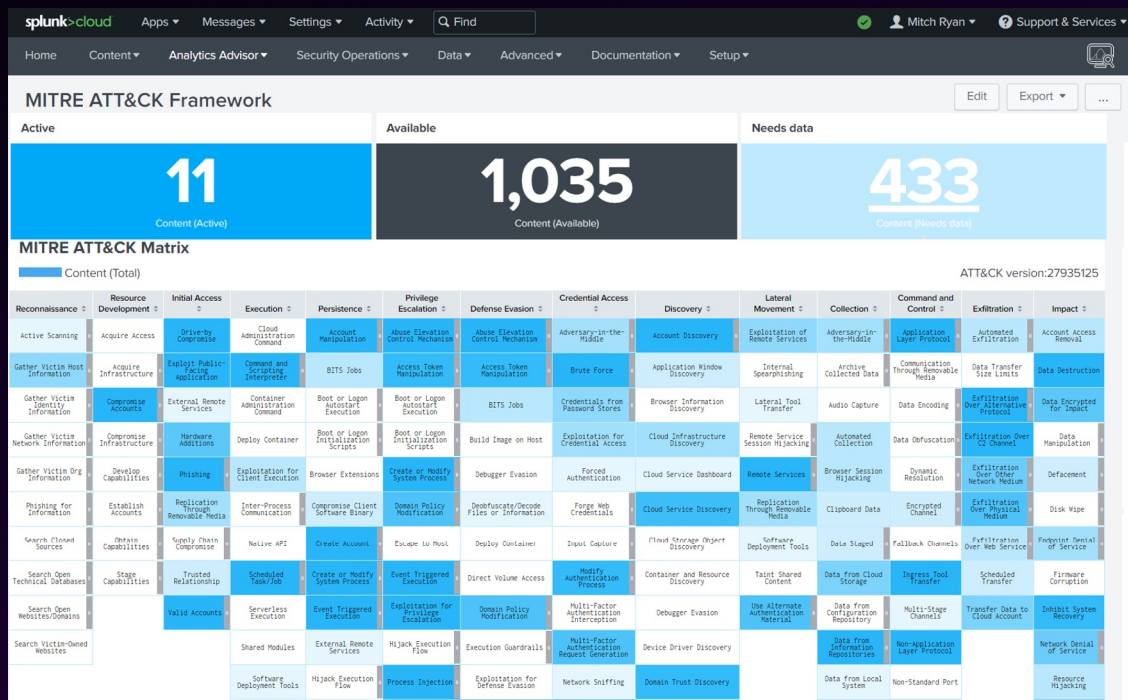 splunk>cloud Apps Messages Settings Activity Find Mitch Ryan Support & Services
Home Content Analytics Advisor Security Operations Data Advanced Documentation Setup
MITRE ATT&CK Framework
Edit Export ...
Active Available Needs data
11 1,035 433
Content (Active) Content (Available) Content (Needs data)
MITRE ATT&CK Matrix
Content (Total) ATT&CK version:27935125
Reconnaissance
Resource
Development
Initial Access
Execution
Persistence
Privilege
Escalation
Defense Evasion
Credential Access
Discovery
Lateral
Movement
Collection
Command and
Control
Exfiltration
Impact
Active Scanning
Acquire Access
Drive-by
Compromise
Cloud
Administration
Command
Account
Manipulation
Abuse Elevation
Control Mechanism
Abuse Elevation
Control Mechanism
Adversary-in-the-
Middle
Account Discovery
Exploitation of
Remote Services
Adversary-in-
the-Middle
Application
Layer Protocol
Automated
Exfiltration
Account Access
Removal
Gather Victim Host
Information
Acquire
Infrastructure
Exploit Public-
Facing
Application
Command and
Scripting
Interpreter
BITS Jobs
Access Token
Manipulation
Access Token
Manipulation
Brute Force
Application Window
Discovery
Internal
Spearphishing
Archive
Collected Data
Communication
Through Removable
Media
Data Transfer
Size Limits
Data Destruction
Gather Victim
Identity
Information
Compromise
Accounts
External Remote
Services
Container
Administration
Command
Boot or Logon
Autostart
Execution
Boot or Logon
Autostart
Execution
BITS Jobs
Credentials from
Password Stores
Browser Information
Discovery
Lateral Tool
Transfer
Audio Capture
Data Encoding
Exfiltration
Over Alternative
Protocol
Data Encrypted
for Impact
Gather Victim
Network Information
Compromise
Infrastructure
Hardware
Additions
Deploy Container
Boot or Logon
Initialization
Scripts
Boot or Logon
Initialization
Scripts
Build Image on Host
Exploitation for
Credential Access
Cloud Infrastructure
Discovery
Remote Service
Session Hijacking
Automated
Collection
Data Obfuscation
Exfiltration Over
C2 Channel
Data
Manipulation
Gather Victim Org
Information
Develop
Capabilities
Phishing
Exploitation for
Client Execution
Browser Extensions
Create or Modify
System Process
Debugger Evasion
Forced
Authentication
Cloud Service Dashboard
Remote Services
Browser Session
Hijacking
Dynamic
Resolution
Exfiltration
Over Other
Network Medium
Defacement
Phishing for
Information
Establish
Accounts
Replication
Through
Removable Media
Inter-Process
Communication
Compromise Client
Software Binary
Domain Policy
Modification
Deobfuscate/Decode
Files or Information
Forge Web
Credentials
Cloud Service Discovery
Replication
Through Removable
Media
Clipboard Data
Encrypted
Channel
Exfiltration
Over Physical
Medium
Disk Wipe
Search Closed
Sources
Obtain
Capabilities
Supply Chain
Compromise
Native API
Create Account
Escape to Host
Deploy Container
Input Capture
Cloud Storage Object
Discovery
Software
Deployment Tools
Data Staged
Fallback Channels
Exfiltration
Over Web Service
Endpoint Denial
of Service
Search Open
Technical Databases
Stage
Capabilities
Trusted
Relationship
Scheduled
Task/Job
Create or Modify
System Process
Event Triggered
Execution
Direct Volume Access
Modify
Authentication
Process
Container and Resource
Discovery
Taint Shared
Content
Data from Cloud
Storage
Ingress Tool
Transfer
Scheduled
Transfer
Firmware
Corruption
Search Open
Websites/Domains
Valid Accounts
Serverless
Execution
Event Triggered
Execution
Exploitation for
Privilege
Escalation
Domain Policy
Modification
Multi-Factor
Authentication
Interception
Debugger Evasion
Use Alternate
Authentication
Material
Data from
Configuration
Repository
Multi-Stage
Channels
Transfer Data to
Cloud Account
Inhibit System
Recovery
Search Victim-Owned
Websites
Shared Modules
External Remote
Services
Hijack Execution
Flow
Execution Guardrails
Multi-Factor
Authentication
Request Generation
Device Driver Discovery
Data from
Information
Repositories
Non-Application
Layer Protocol
Network Denial
of Service
Software
Deployment Tools
Hijack Execution
Flow
Process Injection
Exploitation for
Defense Evasion
Network Sniffing
Domain Trust Discovery
Data from Local
System
Non-Standard Port
Resource
Hijacking